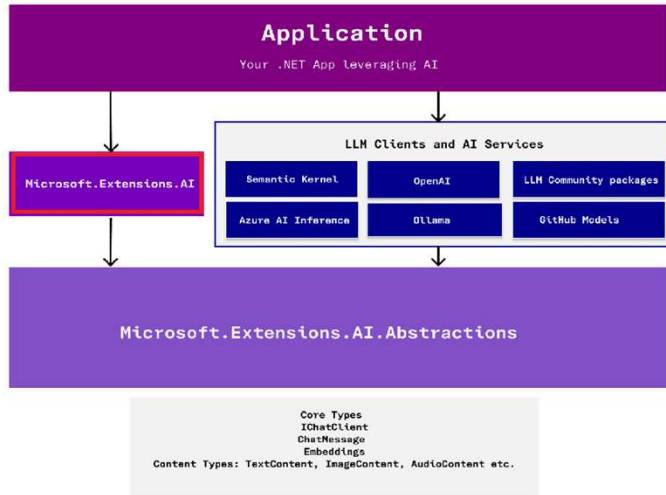 Application
Your .NET App leveraging AI
LLM Clients and AI Services
Microsoft.Extensions.AI
Semantic Kernel
OpenAI
LLM Community packages
Azure AI Inference
Ollama
GitHub Models
Microsoft.Extensions.AI.Abstractions
Core Types
IChatClient
ChatMessage
Embeddings
Content Types: TextContent, ImageContent, AudioContent etc.